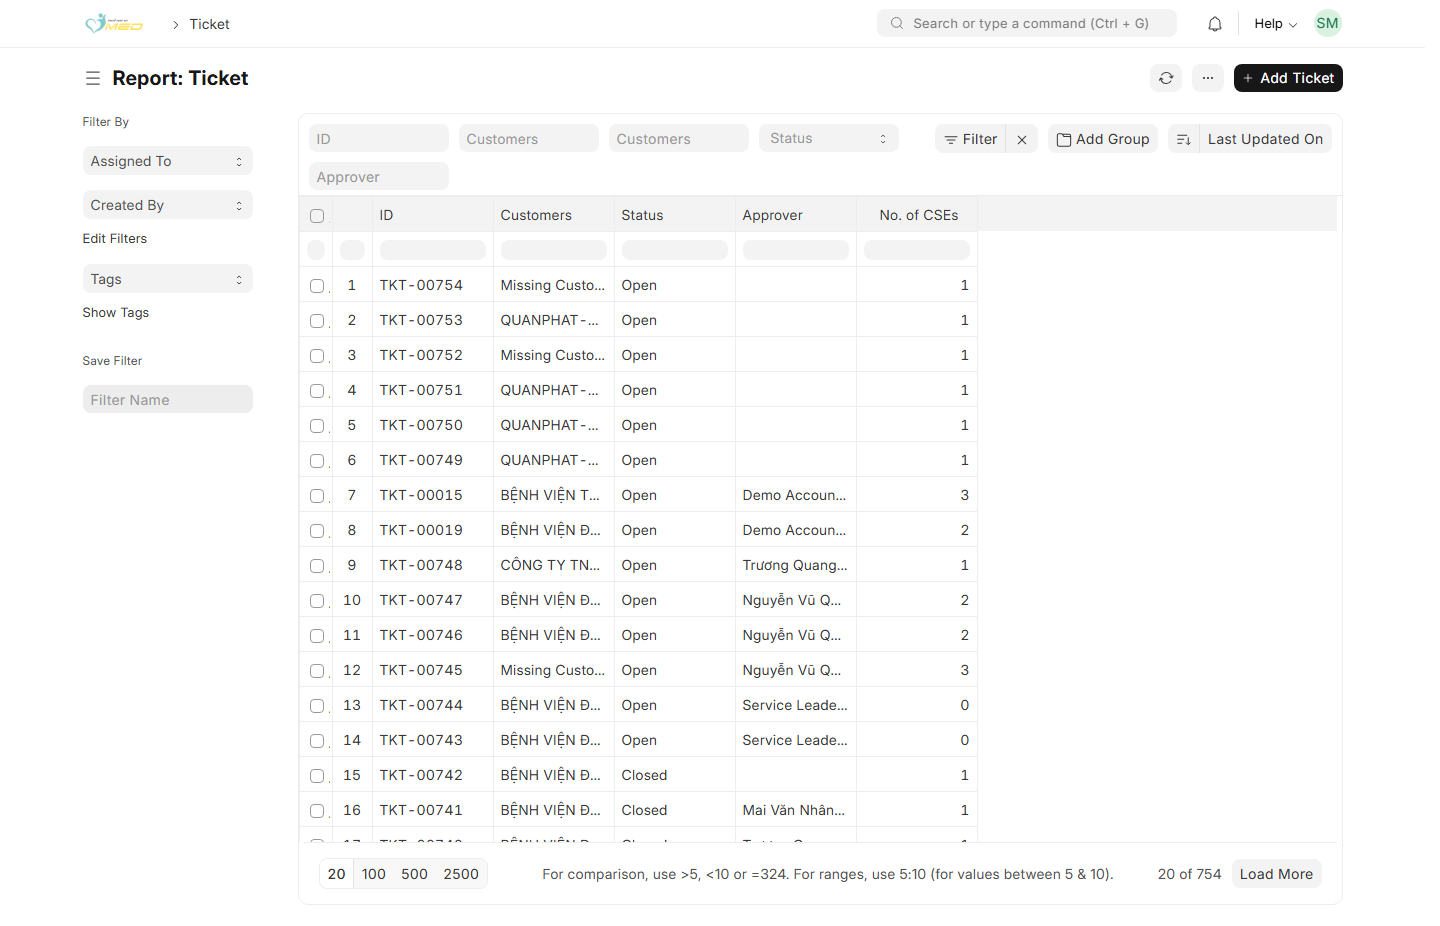 MED
Ticket
Search or type a command (Ctrl + G)
Help
SM
Report: Ticket
Add Ticket
Filter By
Assigned To
Created By
Edit Filters
Tags
Show Tags
Save Filter
Filter Name
ID Customers Customers Status Filter Add Group Last Updated On
Approver
ID Customers Status Approver No. of CSEs
1 TKT-00754 Missing Custo... Open 1
2 TKT-00753 QUANPHAT-... Open 1
3 TKT-00752 Missing Custo... Open 1
4 TKT-00751 QUANPHAT-... Open 1
5 TKT-00750 QUANPHAT-... Open 1
6 TKT-00749 QUANPHAT-... Open 1
7 TKT-00015 BỆNH VIỆN T... Open Demo Accoun... 3
8 TKT-00019 BỆNH VIỆN Đ... Open Demo Accoun... 2
9 TKT-00748 CÔNG TY TN... Open Trương Quang... 1
10 TKT-00747 BỆNH VIỆN Đ... Open Nguyễn Vũ Q... 2
11 TKT-00746 BỆNH VIỆN Đ... Open Nguyễn Vũ Q... 2
12 TKT-00745 Missing Custo... Open Nguyễn Vũ Q... 3
13 TKT-00744 BỆNH VIỆN Đ... Open Service Leade... 0
14 TKT-00743 BỆNH VIỆN Đ... Open Service Leade... 0
15 TKT-00742 BỆNH VIỆN Đ... Closed 1
16 TKT-00741 BỆNH VIỆN Đ... Closed Mai Văn Nhân... 1
20 100 500 2500
For comparison, use >5, <10 or =324. For ranges, use 5:10 (for values between 5 & 10).
20 of 754
Load More